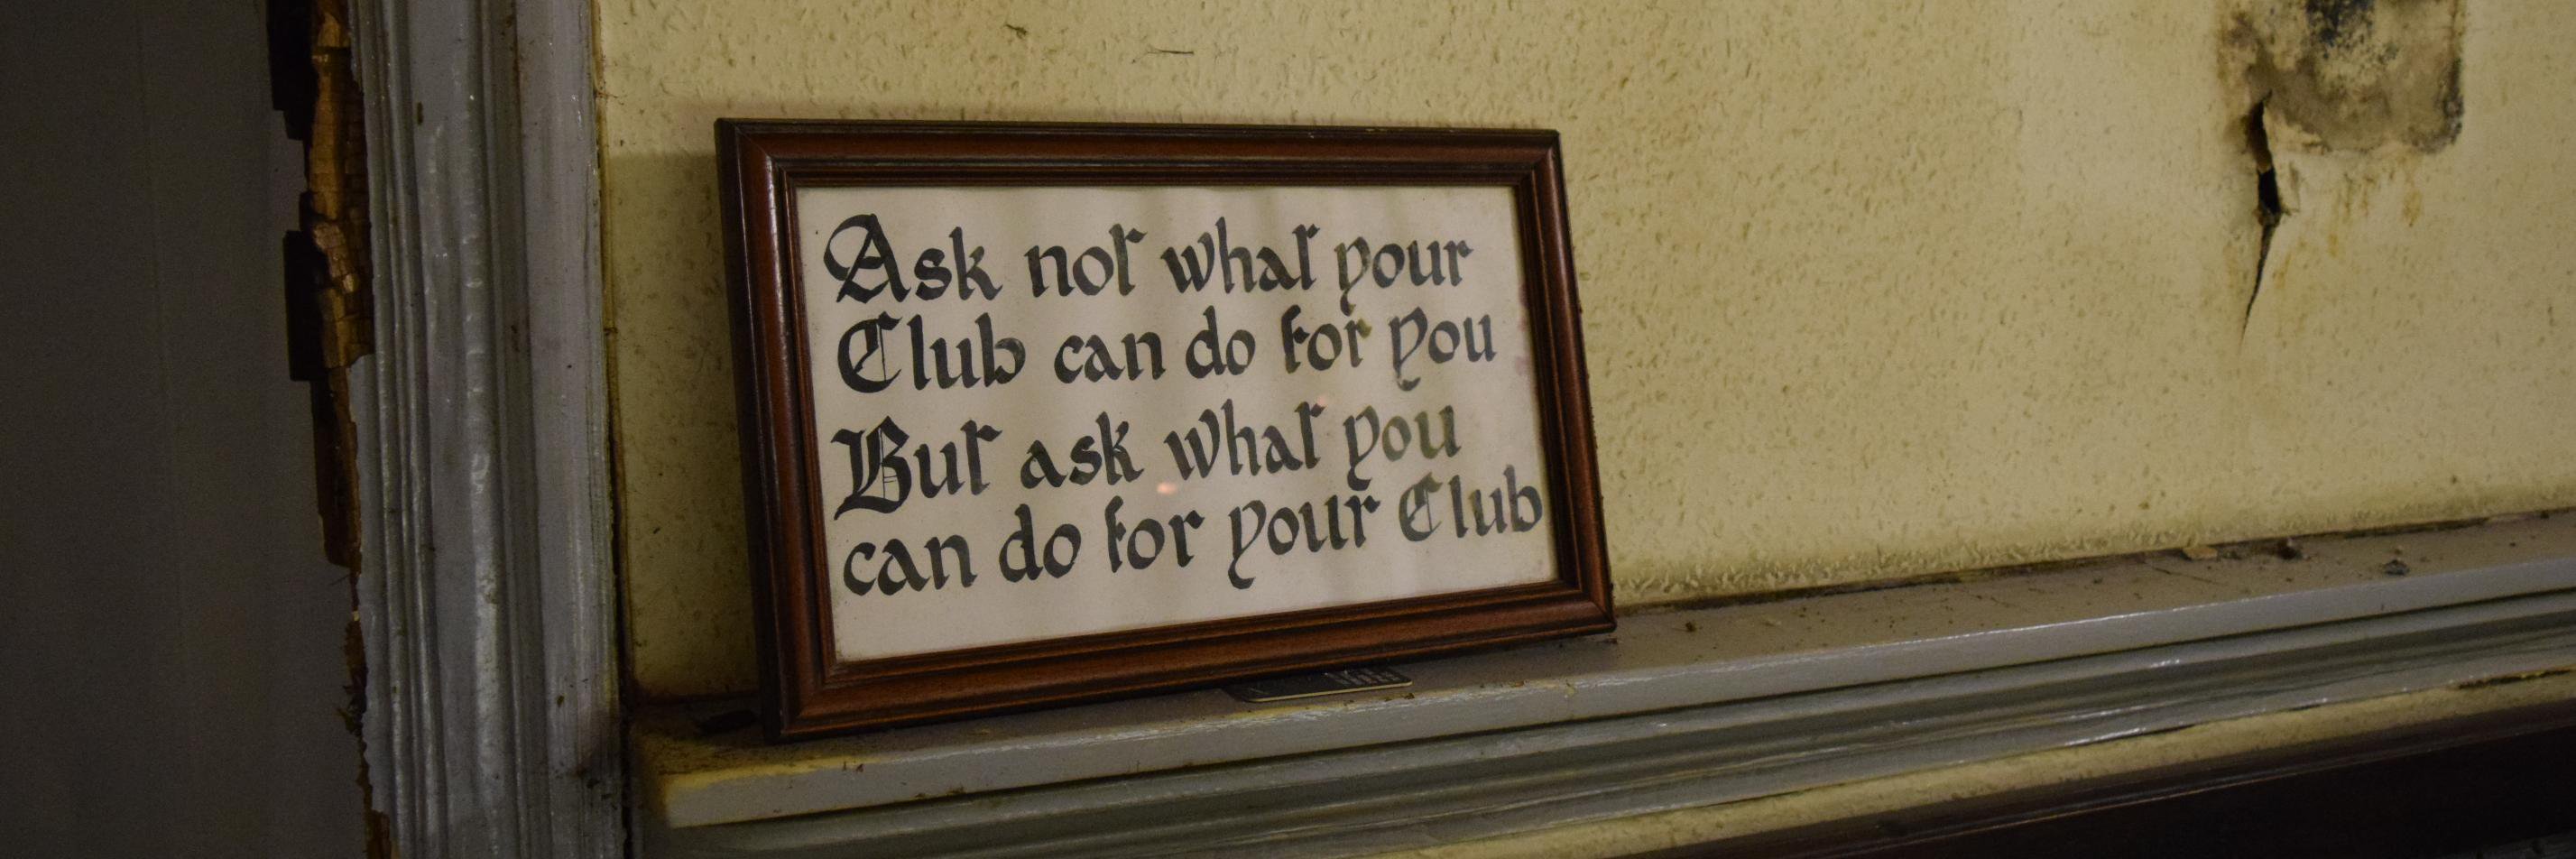 Ask not what your
Club can do for you
But ask what you
can do for your Club